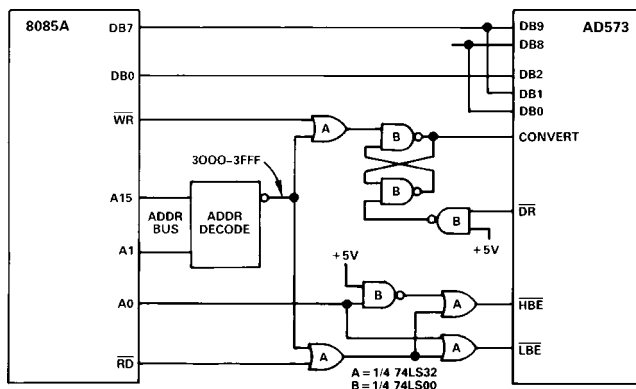 8085A
AD573
DB7
DB9
DB8
DB0
DB2
DB1
DB0
WR
A
B
CONVERT
3000-3FFF
B
A15
ADDR
BUS
ADDR
DECODE
B
DR
A1
+5V
+5V
B
A0
A
HBE
A
A
LBE
RD
A = 1/4 74LS32
B = 1/4 74LS00